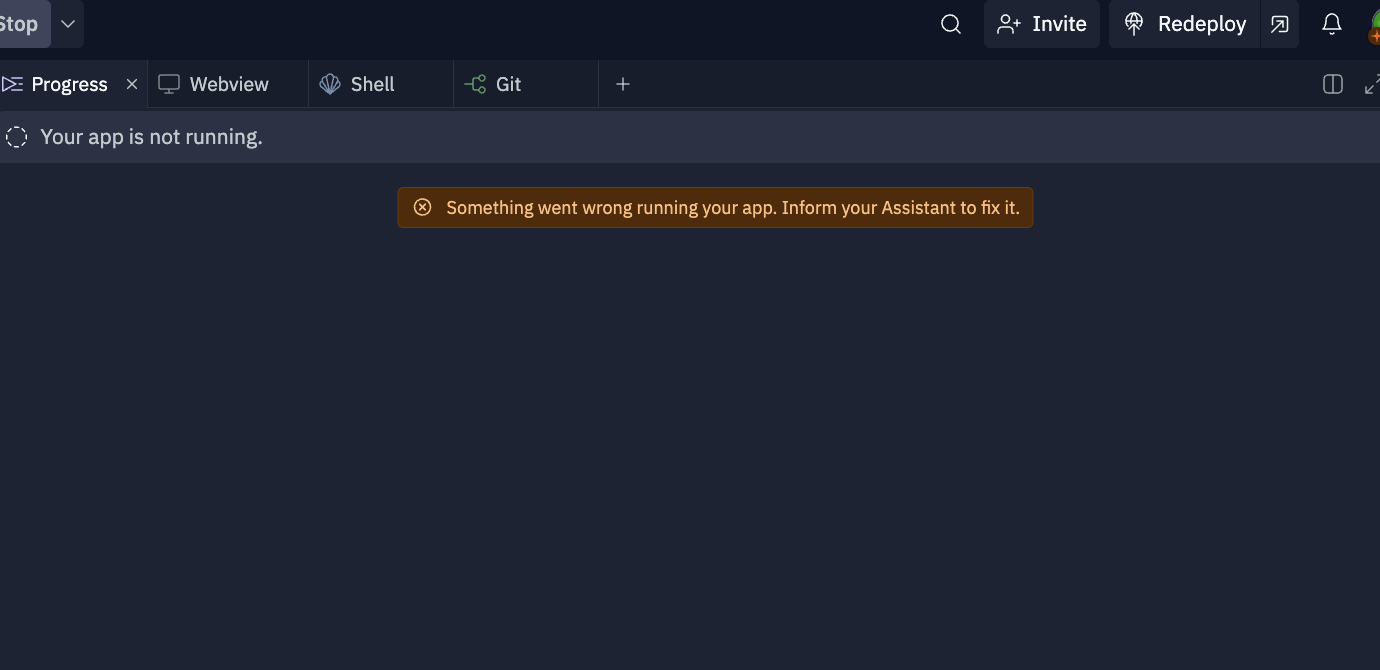 Stop
Invite
Redeploy
Progress
Webview
Shell
Git
Your app is not running.
Something went wrong running your app. Inform your Assistant to fix it.